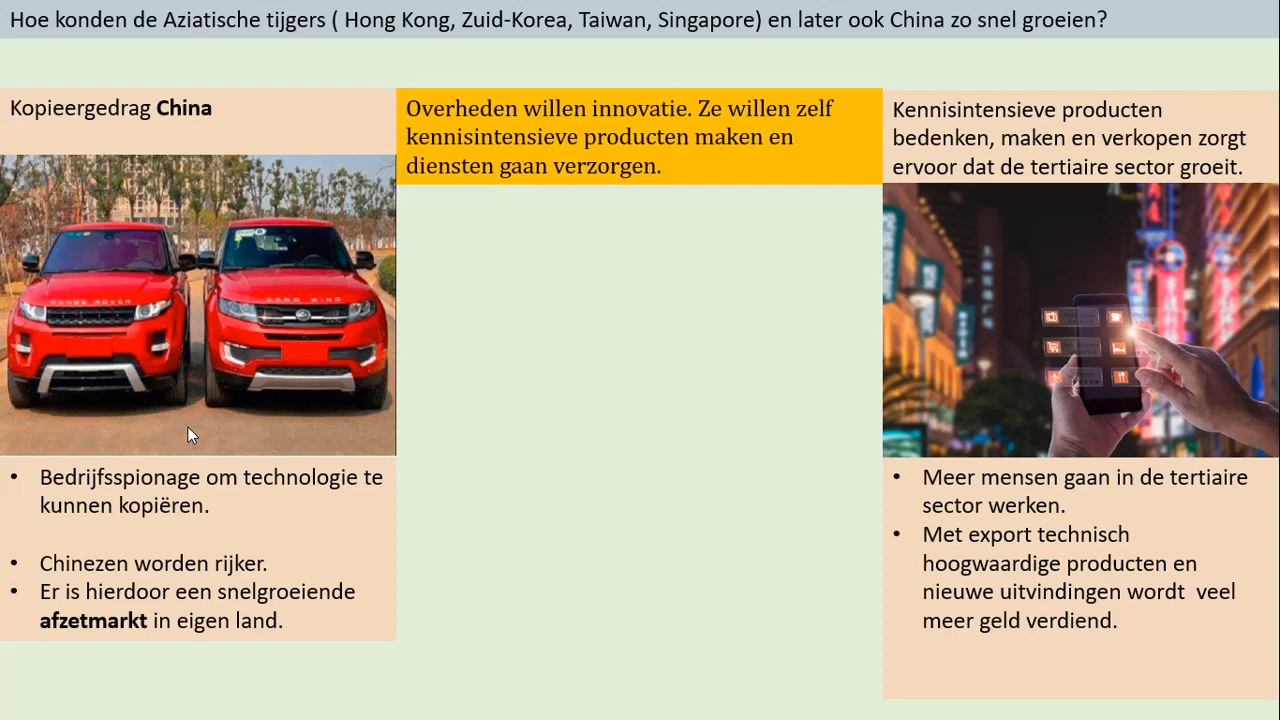 Hoe konden de Aziatische tijgers ( Hong Kong, Zuid-Korea, Taiwan, Singapore) en later ook China zo snel groeien?
Kopieergedrag China
RANGE ROVER
LAND WIND
• Bedrijfsspionage om technologie te
kunnen kopiëren.
• Chinezen worden rijker.
• Er is hierdoor een snelgroeiende
afzetmarkt in eigen land.
Overheden willen innovatie. Ze willen zelf
kennisintensieve producten maken en
diensten gaan verzorgen.
Kennisintensieve producten
bedenken, maken en verkopen zorgt
ervoor dat de tertiaire sector groeit.
• Meer mensen gaan in de tertiaire
sector werken.
• Met export technisch
hoogwaardige producten en
nieuwe uitvindingen wordt  veel
meer geld verdiend.